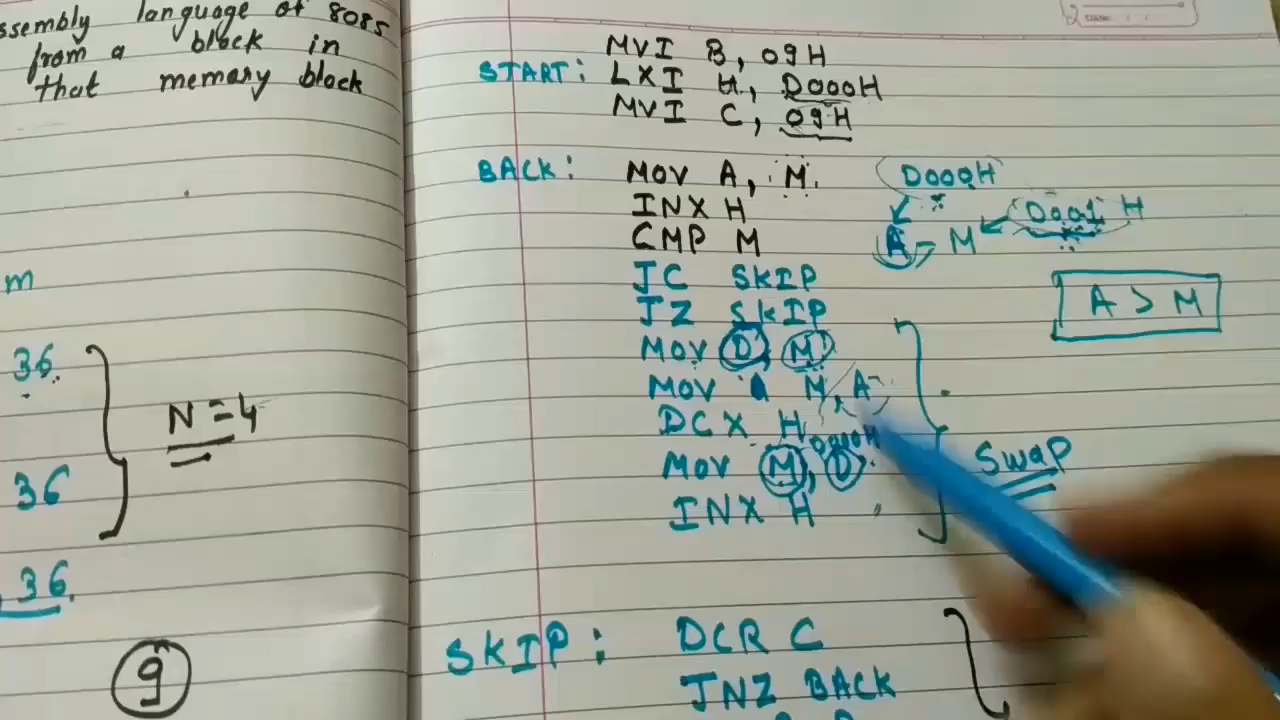 ssembly language of 8085
from a block in
that memory block
m
36
N = 4
36
36
9
MVI B, 09H
START: LXI H, D000H
MVI C, 09H
BACK: MOV A, M
D000H
INX H
D001 H
CMP M
A - M
JC SKIP
JZ SKIP
A > M
MOV D, M
MOV M, A
DCX H
D000H
MOV M, D
Swap
INX H
SKIP: DCR C
JNZ BACK